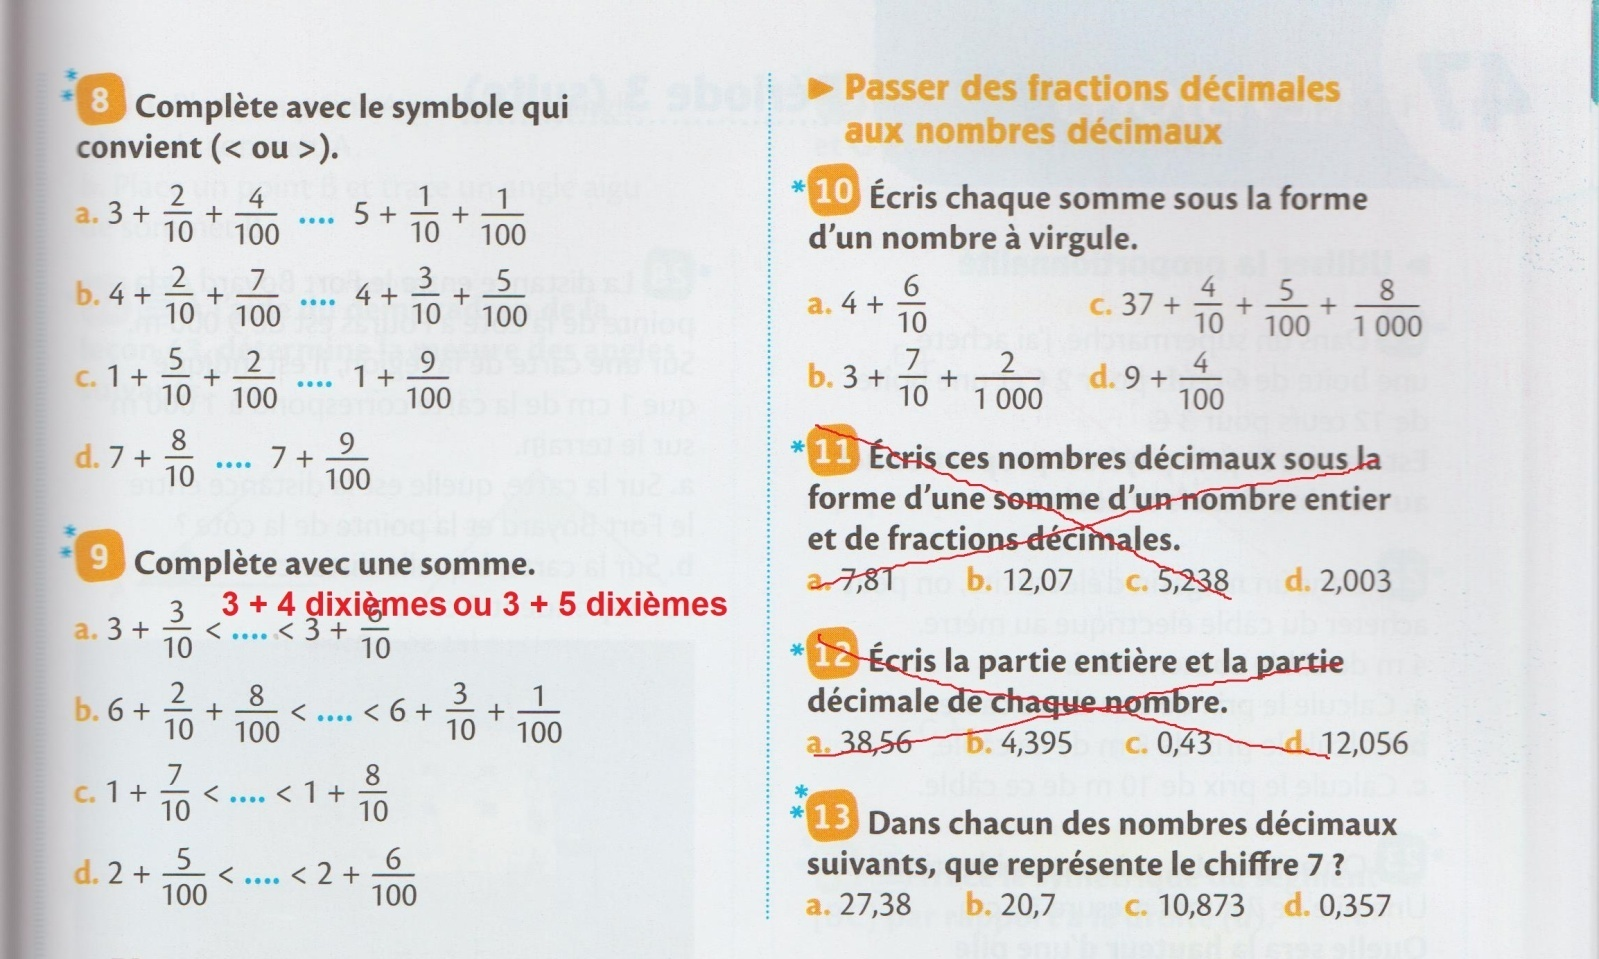 8 Complète avec le symbole qui
convient (< ou >).
a. 3 + 2/10 + 4/100 .... 5 + 1/10 + 1/100
b. 4 + 2/10 + 7/100 .... 4 + 3/10 + 5/100
c. 1 + 5/10 + 2/100 .... 1 + 9/100
d. 7 + 8/10 .... 7 + 9/100
9 Complète avec une somme.
3 + 4 dixièmes ou 3 + 5 dixièmes
a. 3 + 3/10 < .... < 3 + 6/10
b. 6 + 2/10 + 8/100 < .... < 6 + 3/10 + 1/100
c. 1 + 7/10 < .... < 1 + 8/10
d. 2 + 5/100 < .... < 2 + 6/100
► Passer des fractions décimales
aux nombres décimaux
10 Écris chaque somme sous la forme
d'un nombre à virgule.
a. 4 + 6/10 c. 37 + 4/10 + 5/100 + 8/1 000
b. 3 + 7/10 + 2/1 000 d. 9 + 4/100
11 Écris ces nombres décimaux sous la
forme d'une somme d'un nombre entier
et de fractions décimales.
a. 7,81 b. 12,07 c. 5,238 d. 2,003
12 Écris la partie entière et la partie
décimale de chaque nombre.
a. 38,56 b. 4,395 c. 0,43 d. 12,056
13 Dans chacun des nombres décimaux
suivants, que représente le chiffre 7 ?
a. 27,38 b. 20,7 c. 10,873 d. 0,357